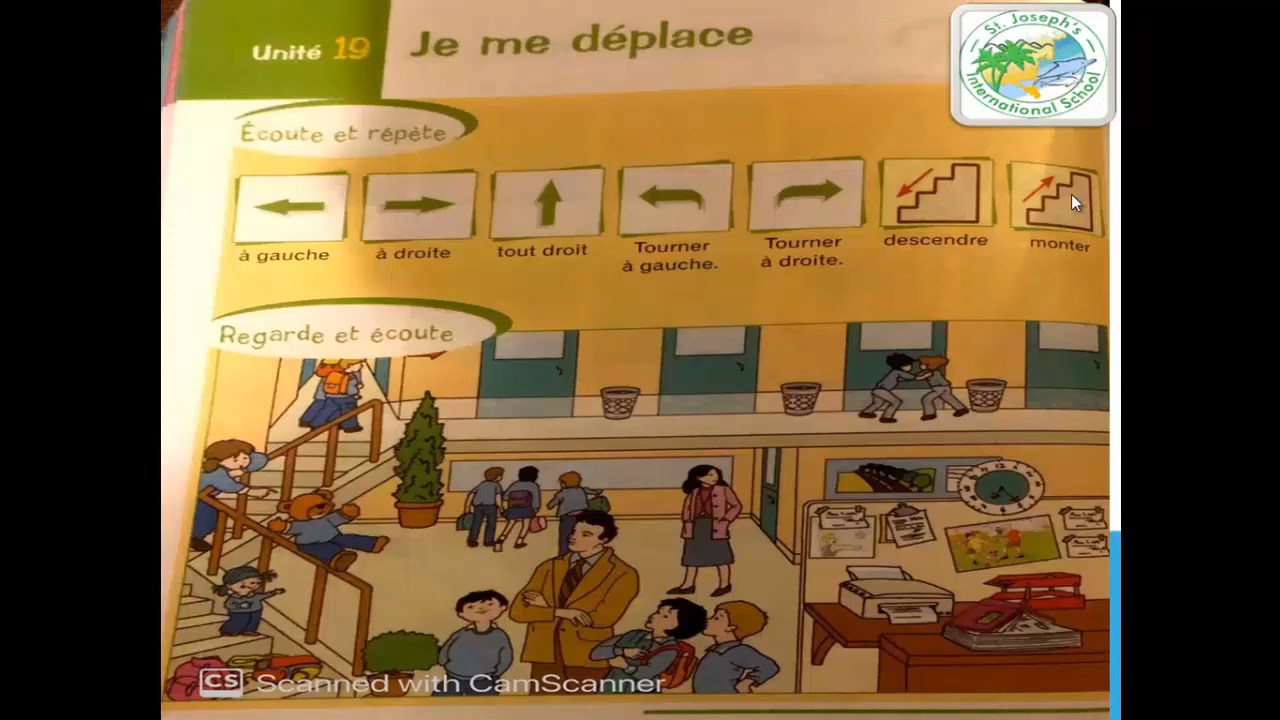 St. Joseph's
International School
Unité 19
Je me déplace
Écoute et répète
à gauche
à droite
tout droit
Tourner
à gauche.
Tourner
à droite.
descendre
monter
Regarde et écoute
CS Scanned with CamScanner